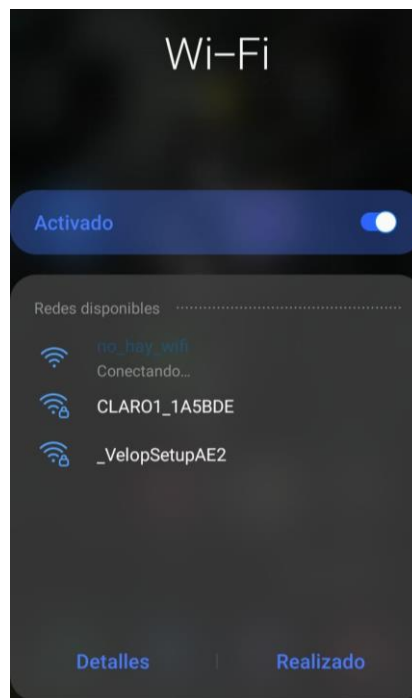 Wi-Fi
Activado
Redes disponibles
no_hay_wifi
Conectando...
CLARO1_1A5BDE
_VelopSetupAE2
Detalles
Realizado